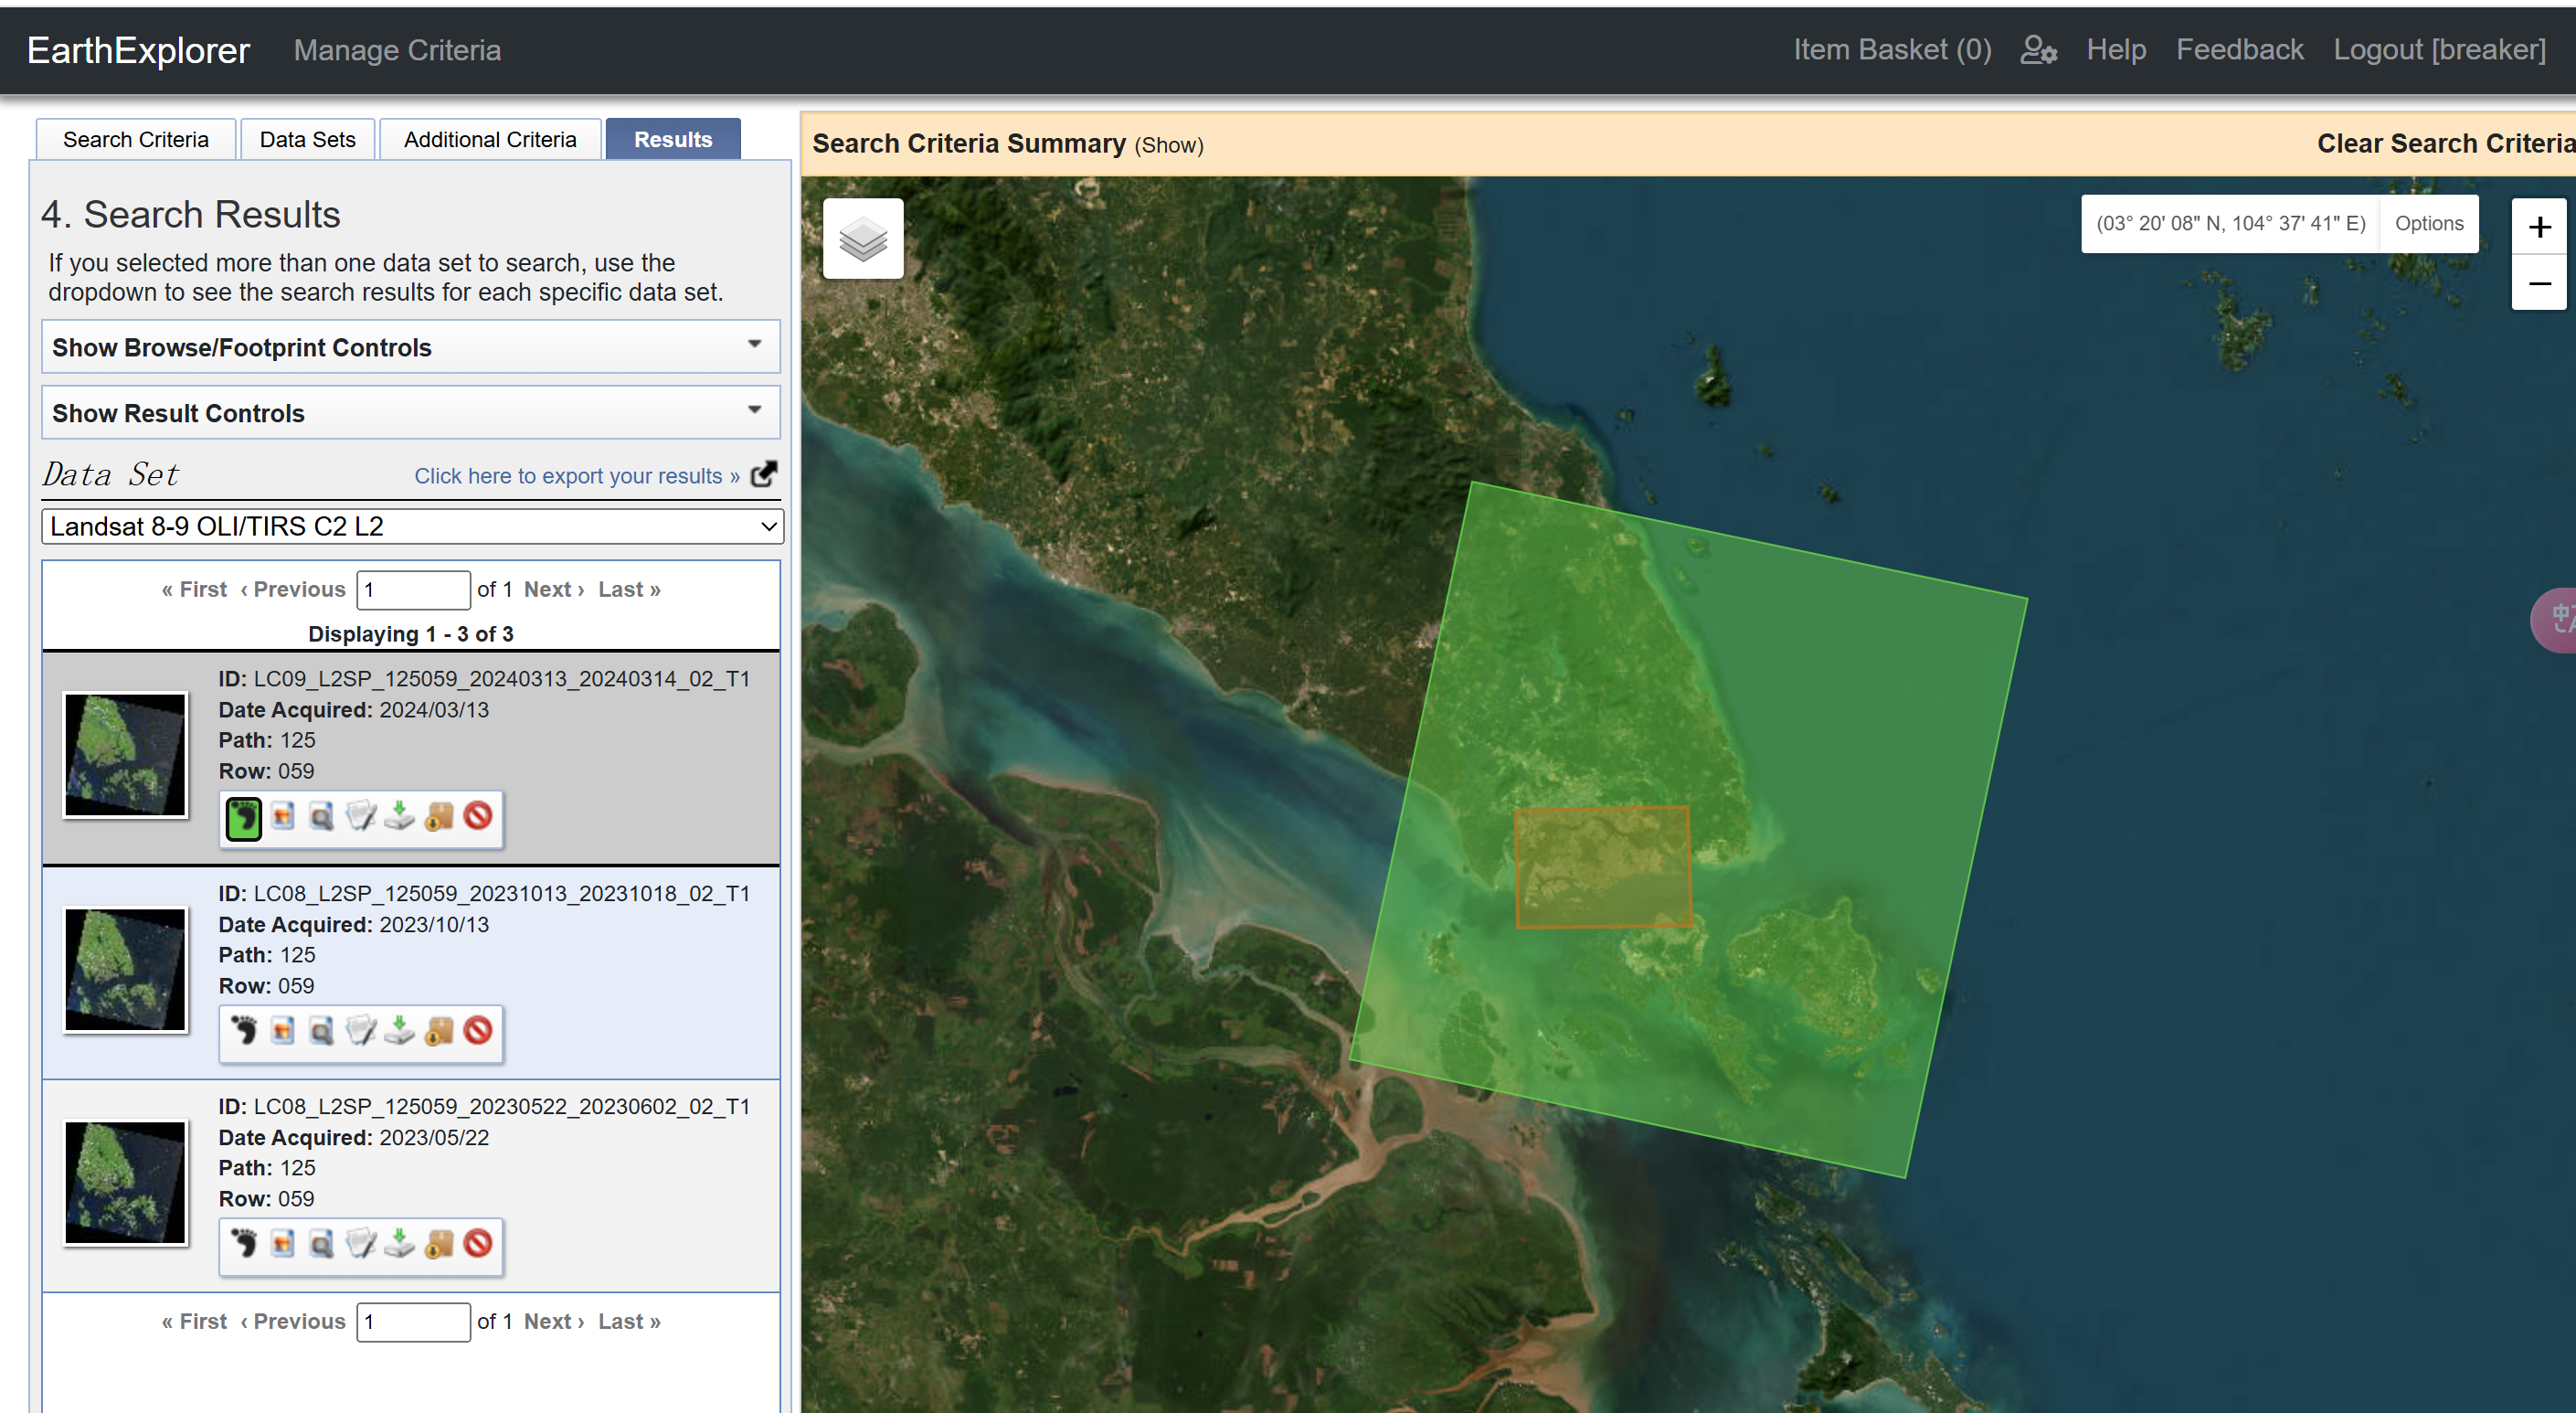 EarthExplorer Manage Criteria Item Basket (0) Help Feedback Logout [breaker]
Search Criteria Data Sets Additional Criteria Results
4. Search Results
If you selected more than one data set to search, use the
dropdown to see the search results for each specific data set.
Show Browse/Footprint Controls
Show Result Controls
Data Set Click here to export your results »
Landsat 8-9 OLI/TIRS C2 L2
« First ‹ Previous 1 of 1 Next › Last »
Displaying 1 - 3 of 3
ID: LC09_L2SP_125059_20240313_20240314_02_T1
Date Acquired: 2024/03/13
Path: 125
Row: 059
ID: LC08_L2SP_125059_20231013_20231018_02_T1
Date Acquired: 2023/10/13
Path: 125
Row: 059
ID: LC08_L2SP_125059_20230522_20230602_02_T1
Date Acquired: 2023/05/22
Path: 125
Row: 059
« First ‹ Previous 1 of 1 Next › Last »
Search Criteria Summary (Show) Clear Search Criteria
(03° 20' 08" N, 104° 37' 41" E) Options
+
−
中